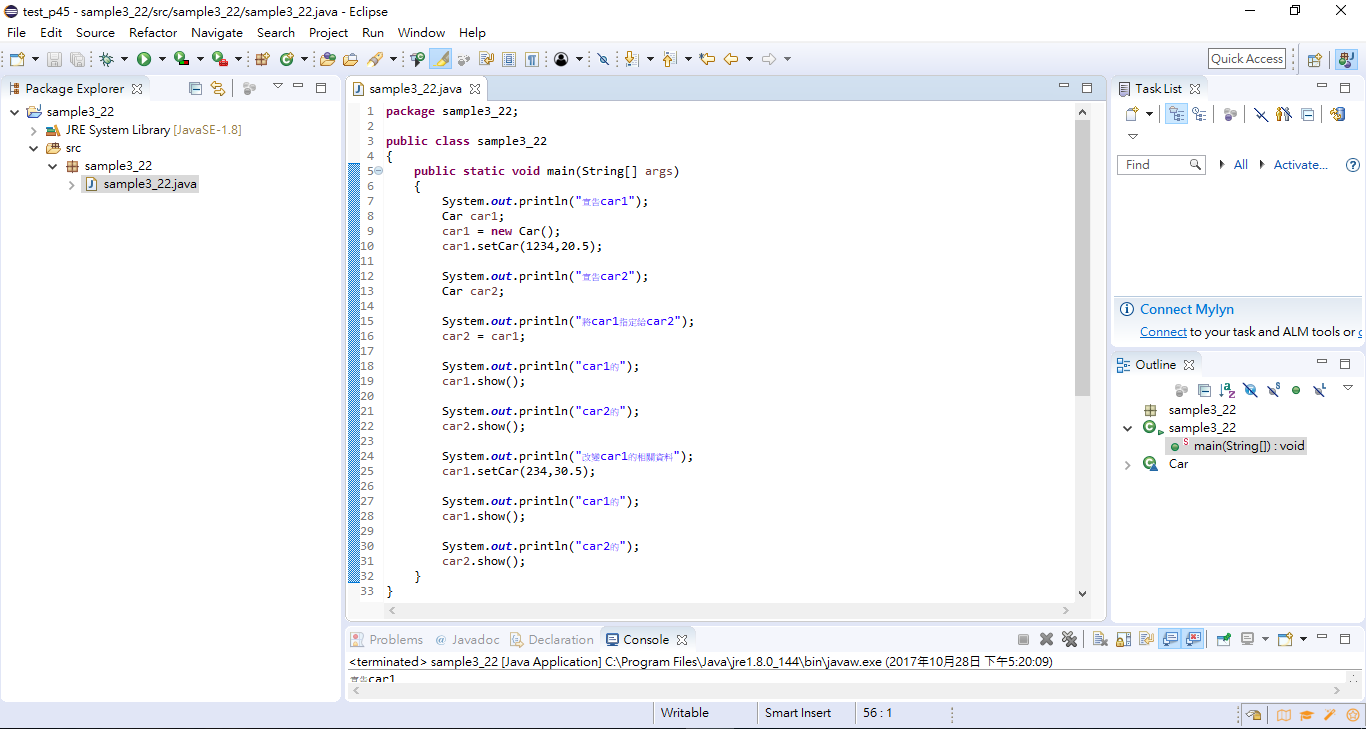 test_p45 - sample3_22/src/sample3_22/sample3_22.java - Eclipse
File Edit Source Refactor Navigate Search Project Run Window Help
Quick Access
Package Explorer
sample3_22
JRE System Library [JavaSE-1.8]
src
sample3_22
sample3_22.java
sample3_22.java
1 package sample3_22;
2
3 public class sample3_22
4 {
5 public static void main(String[] args)
6 {
7 System.out.println("宣告car1");
8 Car car1;
9 car1 = new Car();
10 car1.setCar(1234,20.5);
11
12 System.out.println("宣告car2");
13 Car car2;
14
15 System.out.println("將car1指定給car2");
16 car2 = car1;
17
18 System.out.println("car1的");
19 car1.show();
20
21 System.out.println("car2的");
22 car2.show();
23
24 System.out.println("改變car1的相關資料");
25 car1.setCar(234,30.5);
26
27 System.out.println("car1的");
28 car1.show();
29
30 System.out.println("car2的");
31 car2.show();
32 }
33 }
Task List
Find All Activate...
Connect Mylyn
Connect to your task and ALM tools or
Outline
sample3_22
sample3_22
main(String[]) : void
Car
Problems @ Javadoc Declaration Console
<terminated> sample3_22 [Java Application] C:\Program Files\Java\jre1.8.0_144\bin\javaw.exe (2017年10月28日 下午5:20:09)
宣告car1
Writable Smart Insert 56 : 1